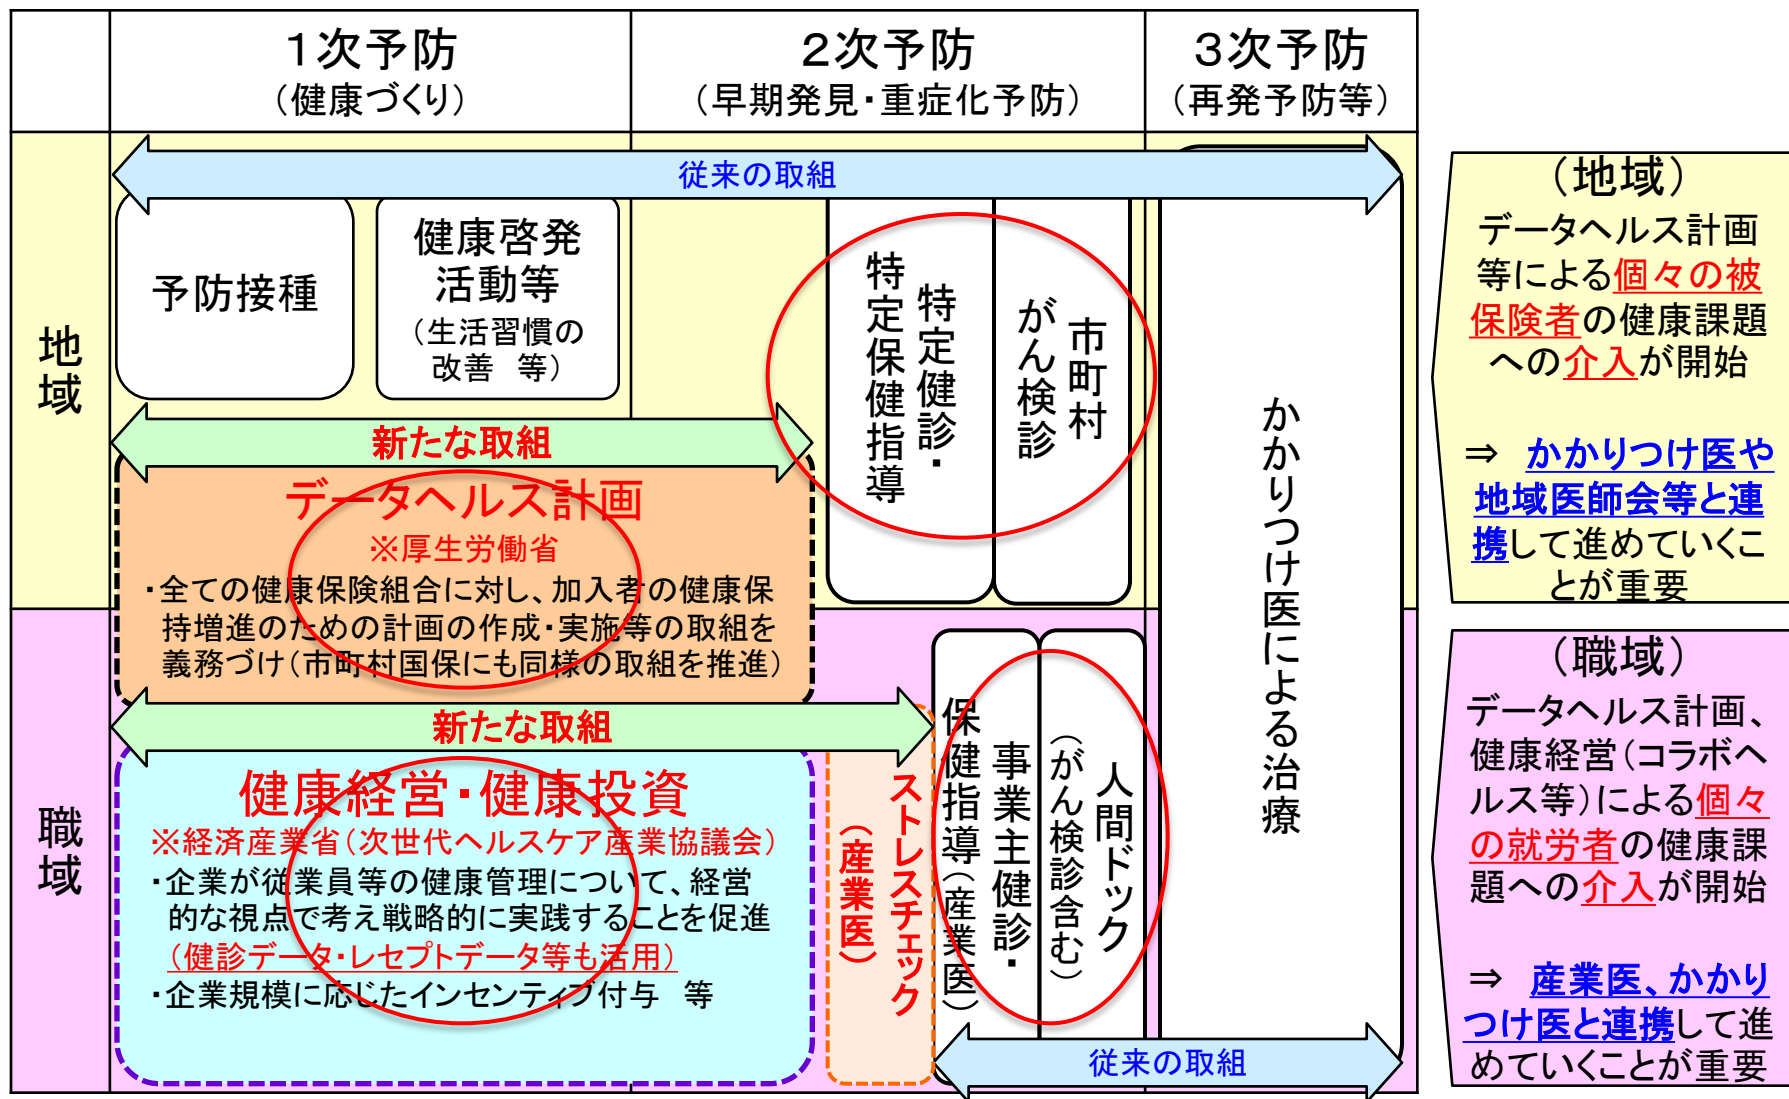 １次予防
（健康づくり）
２次予防
（早期発見・重症化予防）
３次予防
（再発予防等）
地域
従来の取組
予防接種
健康啓発
活動等
（生活習慣の
改善　等）
特定健診・
特定保健指導
市町村
がん検診
かかりつけ医による治療
新たな取組
データヘルス計画
※厚生労働省
・全ての健康保険組合に対し、加入者の健康保
持増進のための計画の作成・実施等の取組を
義務づけ（市町村国保にも同様の取組を推進）
職域
新たな取組
健康経営・健康投資
※経済産業省（次世代ヘルスケア産業協議会）
・企業が従業員等の健康管理について、経営
的な視点で考え戦略的に実践することを促進
（健診データ・レセプトデータ等も活用）
・企業規模に応じたインセンティブ付与　等
ストレスチェック
（産業医）
事業主健診・
保健指導（産業医）
人間ドック
（がん検診含む）
従来の取組
（地域）
データヘルス計画
等による個々の被
保険者の健康課題
への介入が開始
⇒　かかりつけ医や
地域医師会等と連
携して進めていくこ
とが重要
（職域）
データヘルス計画、
健康経営（コラボヘ
ルス等）による個々
の就労者の健康課
題への介入が開始
⇒　産業医、かかり
つけ医と連携して進
めていくことが重要